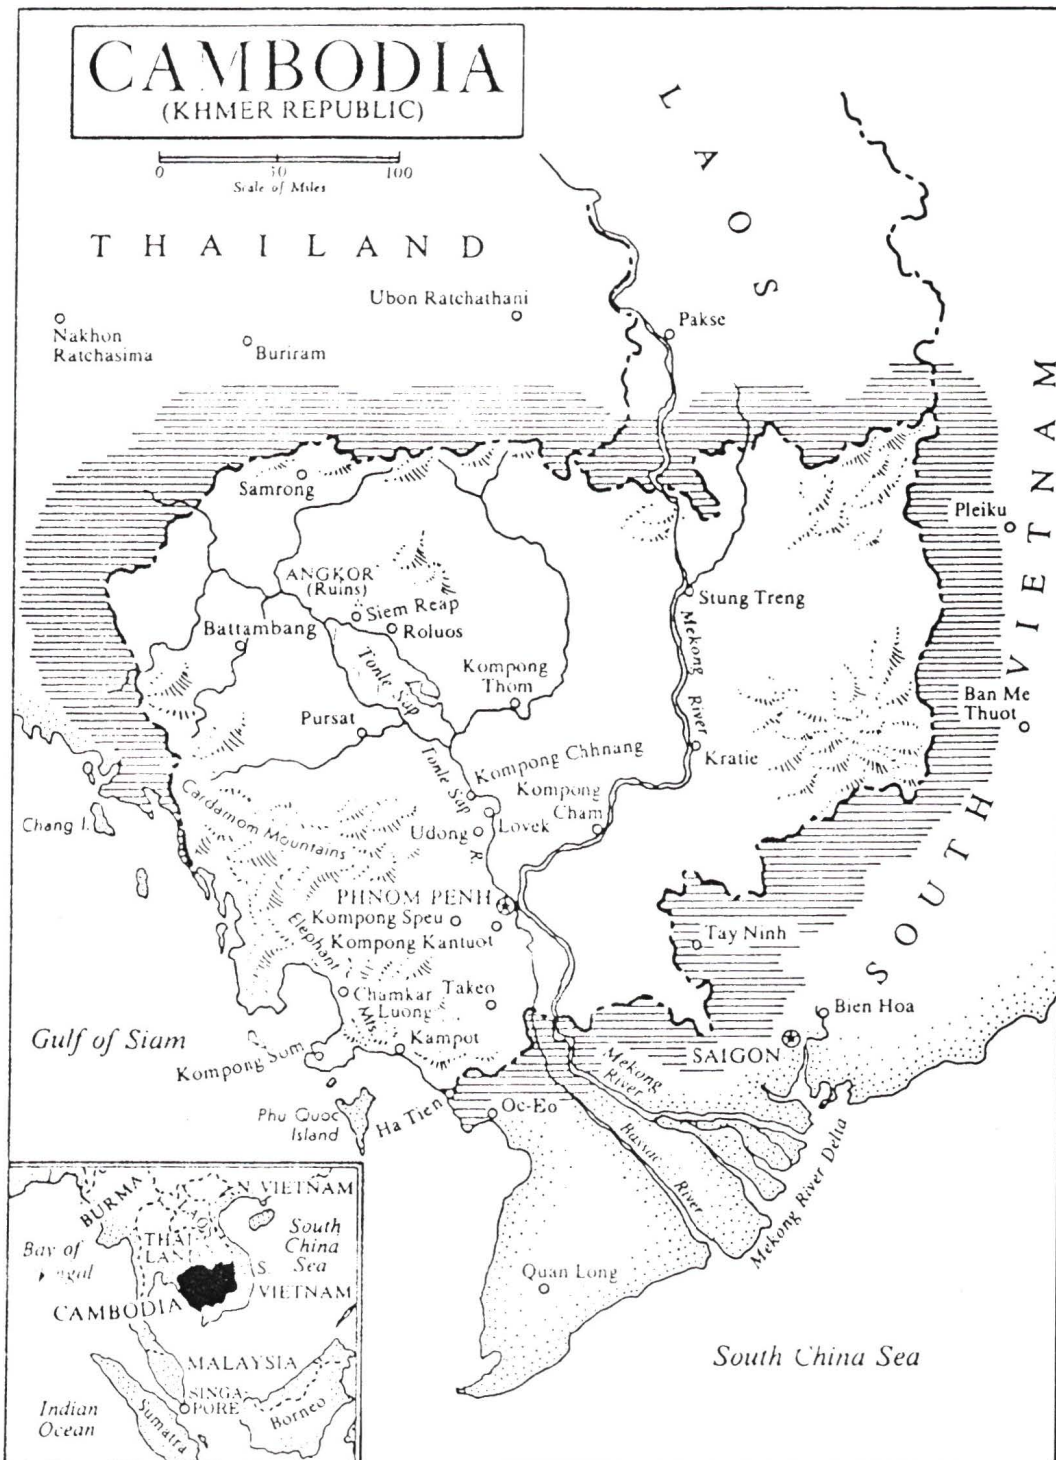 CAMBODIA
(KHMER REPUBLIC)
0 50 100
Scale of Miles
LAOS
THAILAND
Ubon Ratchathani
Nakhon
Ratchasima
Buriram
Pakse
VIETNAM
Samrong
Pleiku
ANGKOR
(Ruins)
Siem Reap
Roluos
Stung Treng
Battambang
Tonle Sap
Mekong River
Kompong
Thom
Ban Me
Thuot
Pursat
Kratie
Tonle Sap R.
Kompong Chhnang
Kompong
Cham
Cardamom Mountains
Chang I.
Lovek
Udong
SOUTH
PHNOM PENH
Kompong Speu
Kompong Kantuot
Tay Ninh
Elephant Mts.
Chamkar
Luong
Takeo
Bien Hoa
Gulf of Siam
Kampot
SAIGON
Kompong Som
Mekong
River
Phu Quoc
Island
Ha Tien
Oc-Eo
Bassac River
Mekong River Delta
Quan Long
South China Sea
BURMA
N. VIETNAM
LAOS
Bay of
THAI
LAND
South
China
Sea
S.
VIETNAM
CAMBODIA
MALAYSIA
SINGA-
PORE
Indian
Ocean
Sumatra
Borneo